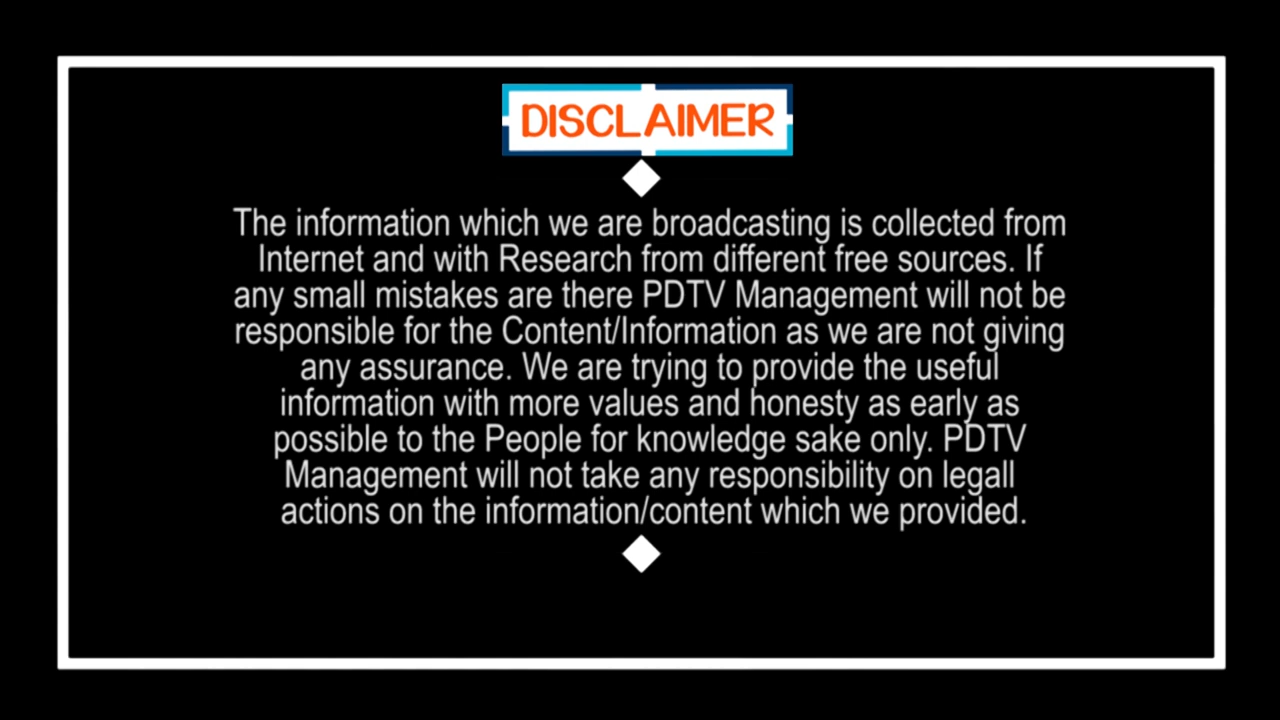 DISCLAIMER
The information which we are broadcasting is collected from
Internet and with Research from different free sources. If
any small mistakes are there PDTV Management will not be
responsible for the Content/Information as we are not giving
any assurance. We are trying to provide the useful
information with more values and honesty as early as
possible to the People for knowledge sake only. PDTV
Management will not take any responsibility on legall
actions on the information/content which we provided.